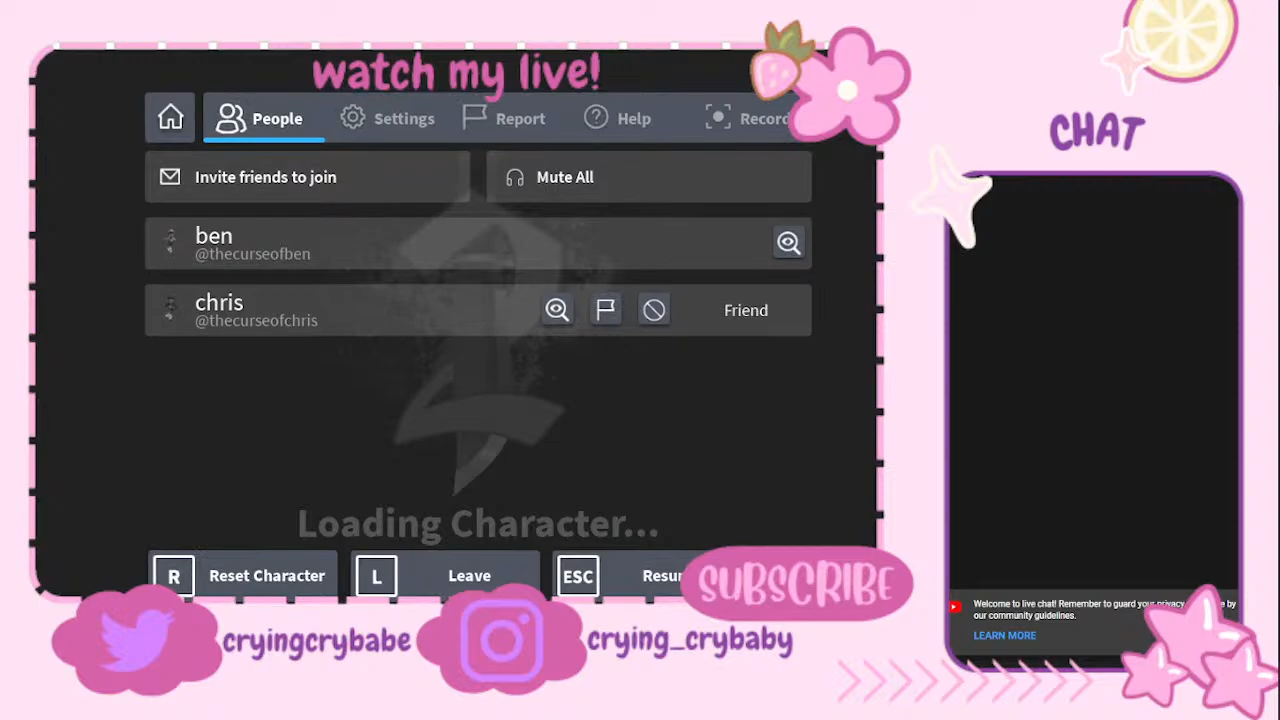 watch my live!
People
Settings
Report
Help
Record
Invite friends to join
Mute All
ben
@thecurseofben
chris
@thecurseofchris
Friend
Loading Character...
R
Reset Character
L
Leave
ESC
Resu
SUBSCRIBE
cryingcrybabe
crying_crybaby
CHAT
Welcome to live chat! Remember to guard your privacy by
our community guidelines.
LEARN MORE